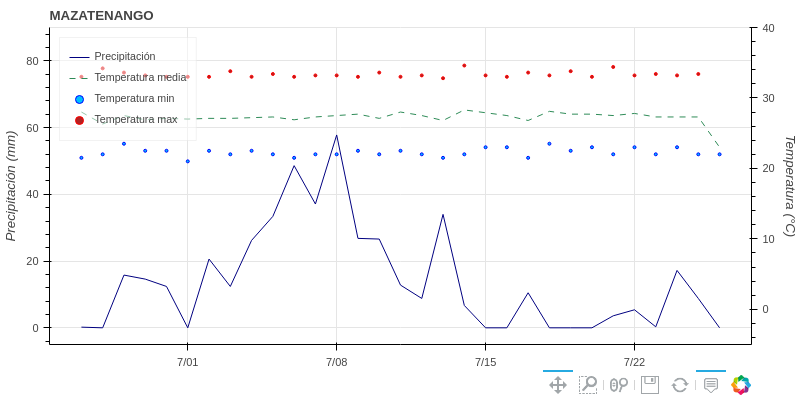 MAZATENANGO
Precipitación
Temperatura media
Temperatura min
Temperatura max
Precipitación (mm)
80
60
40
20
0
Temperatura (°C)
40
30
20
10
0
7/01
7/08
7/15
7/22